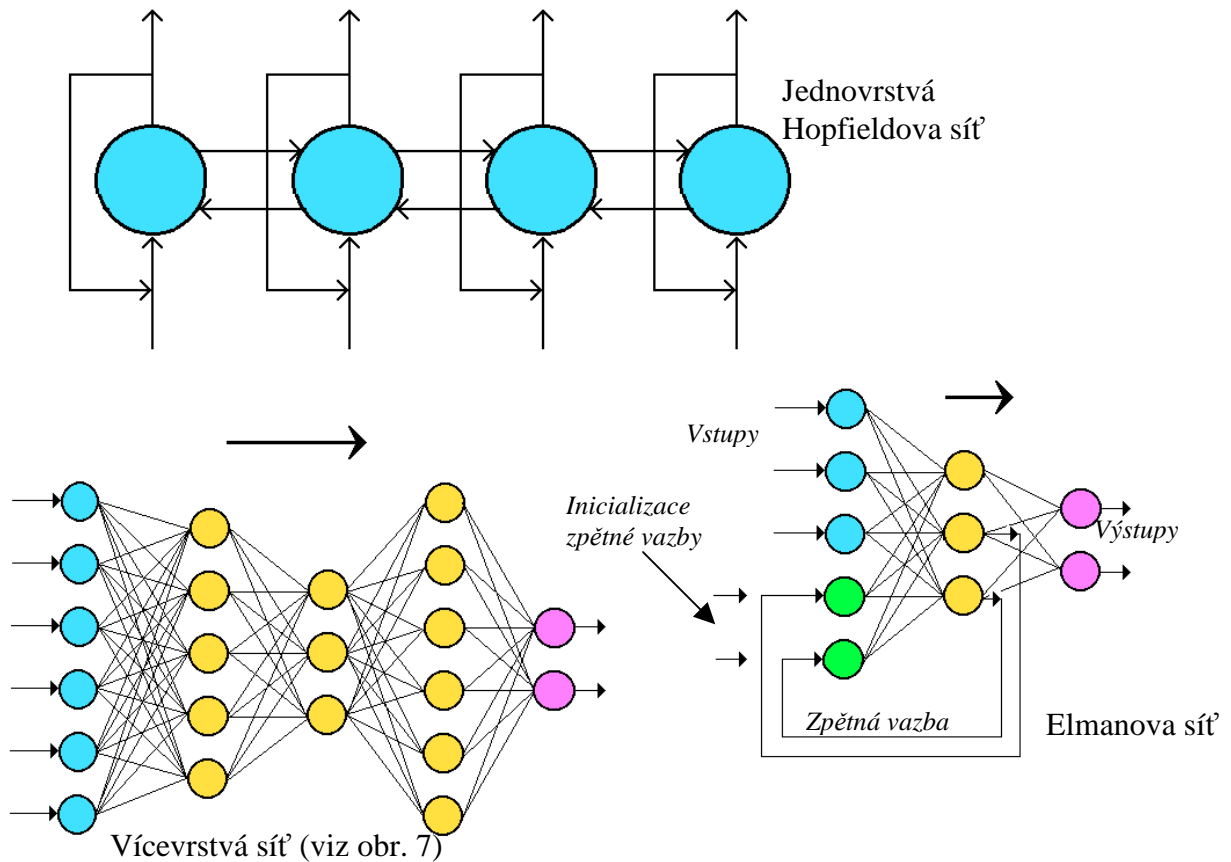 Jednovrstvá
Hopfieldova síť
Vstupy
Inicializace
zpětné vazby
Výstupy
Zpětná vazba
Elmanova síť
Vícevrstvá síť (viz obr. 7)